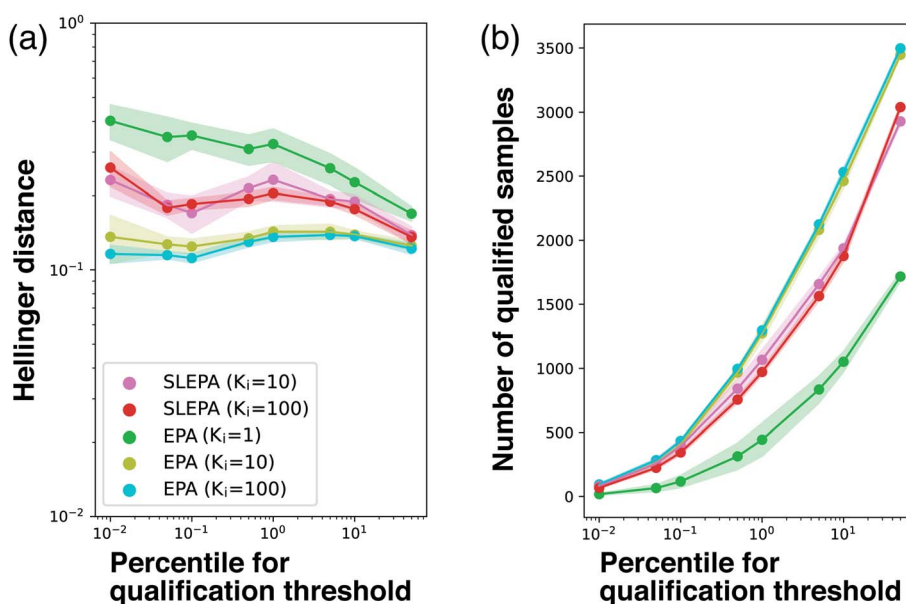 (a)
Hellinger distance
10⁰
10⁻¹
10⁻²
SLEPA (Kᵢ=10)
SLEPA (Kᵢ=100)
EPA (Kᵢ=1)
EPA (Kᵢ=10)
EPA (Kᵢ=100)
10⁻² 10⁻¹ 10⁰ 10¹
Percentile for
qualification threshold
(b)
Number of qualified samples
3500
3000
2500
2000
1500
1000
500
0
10⁻² 10⁻¹ 10⁰ 10¹
Percentile for
qualification threshold